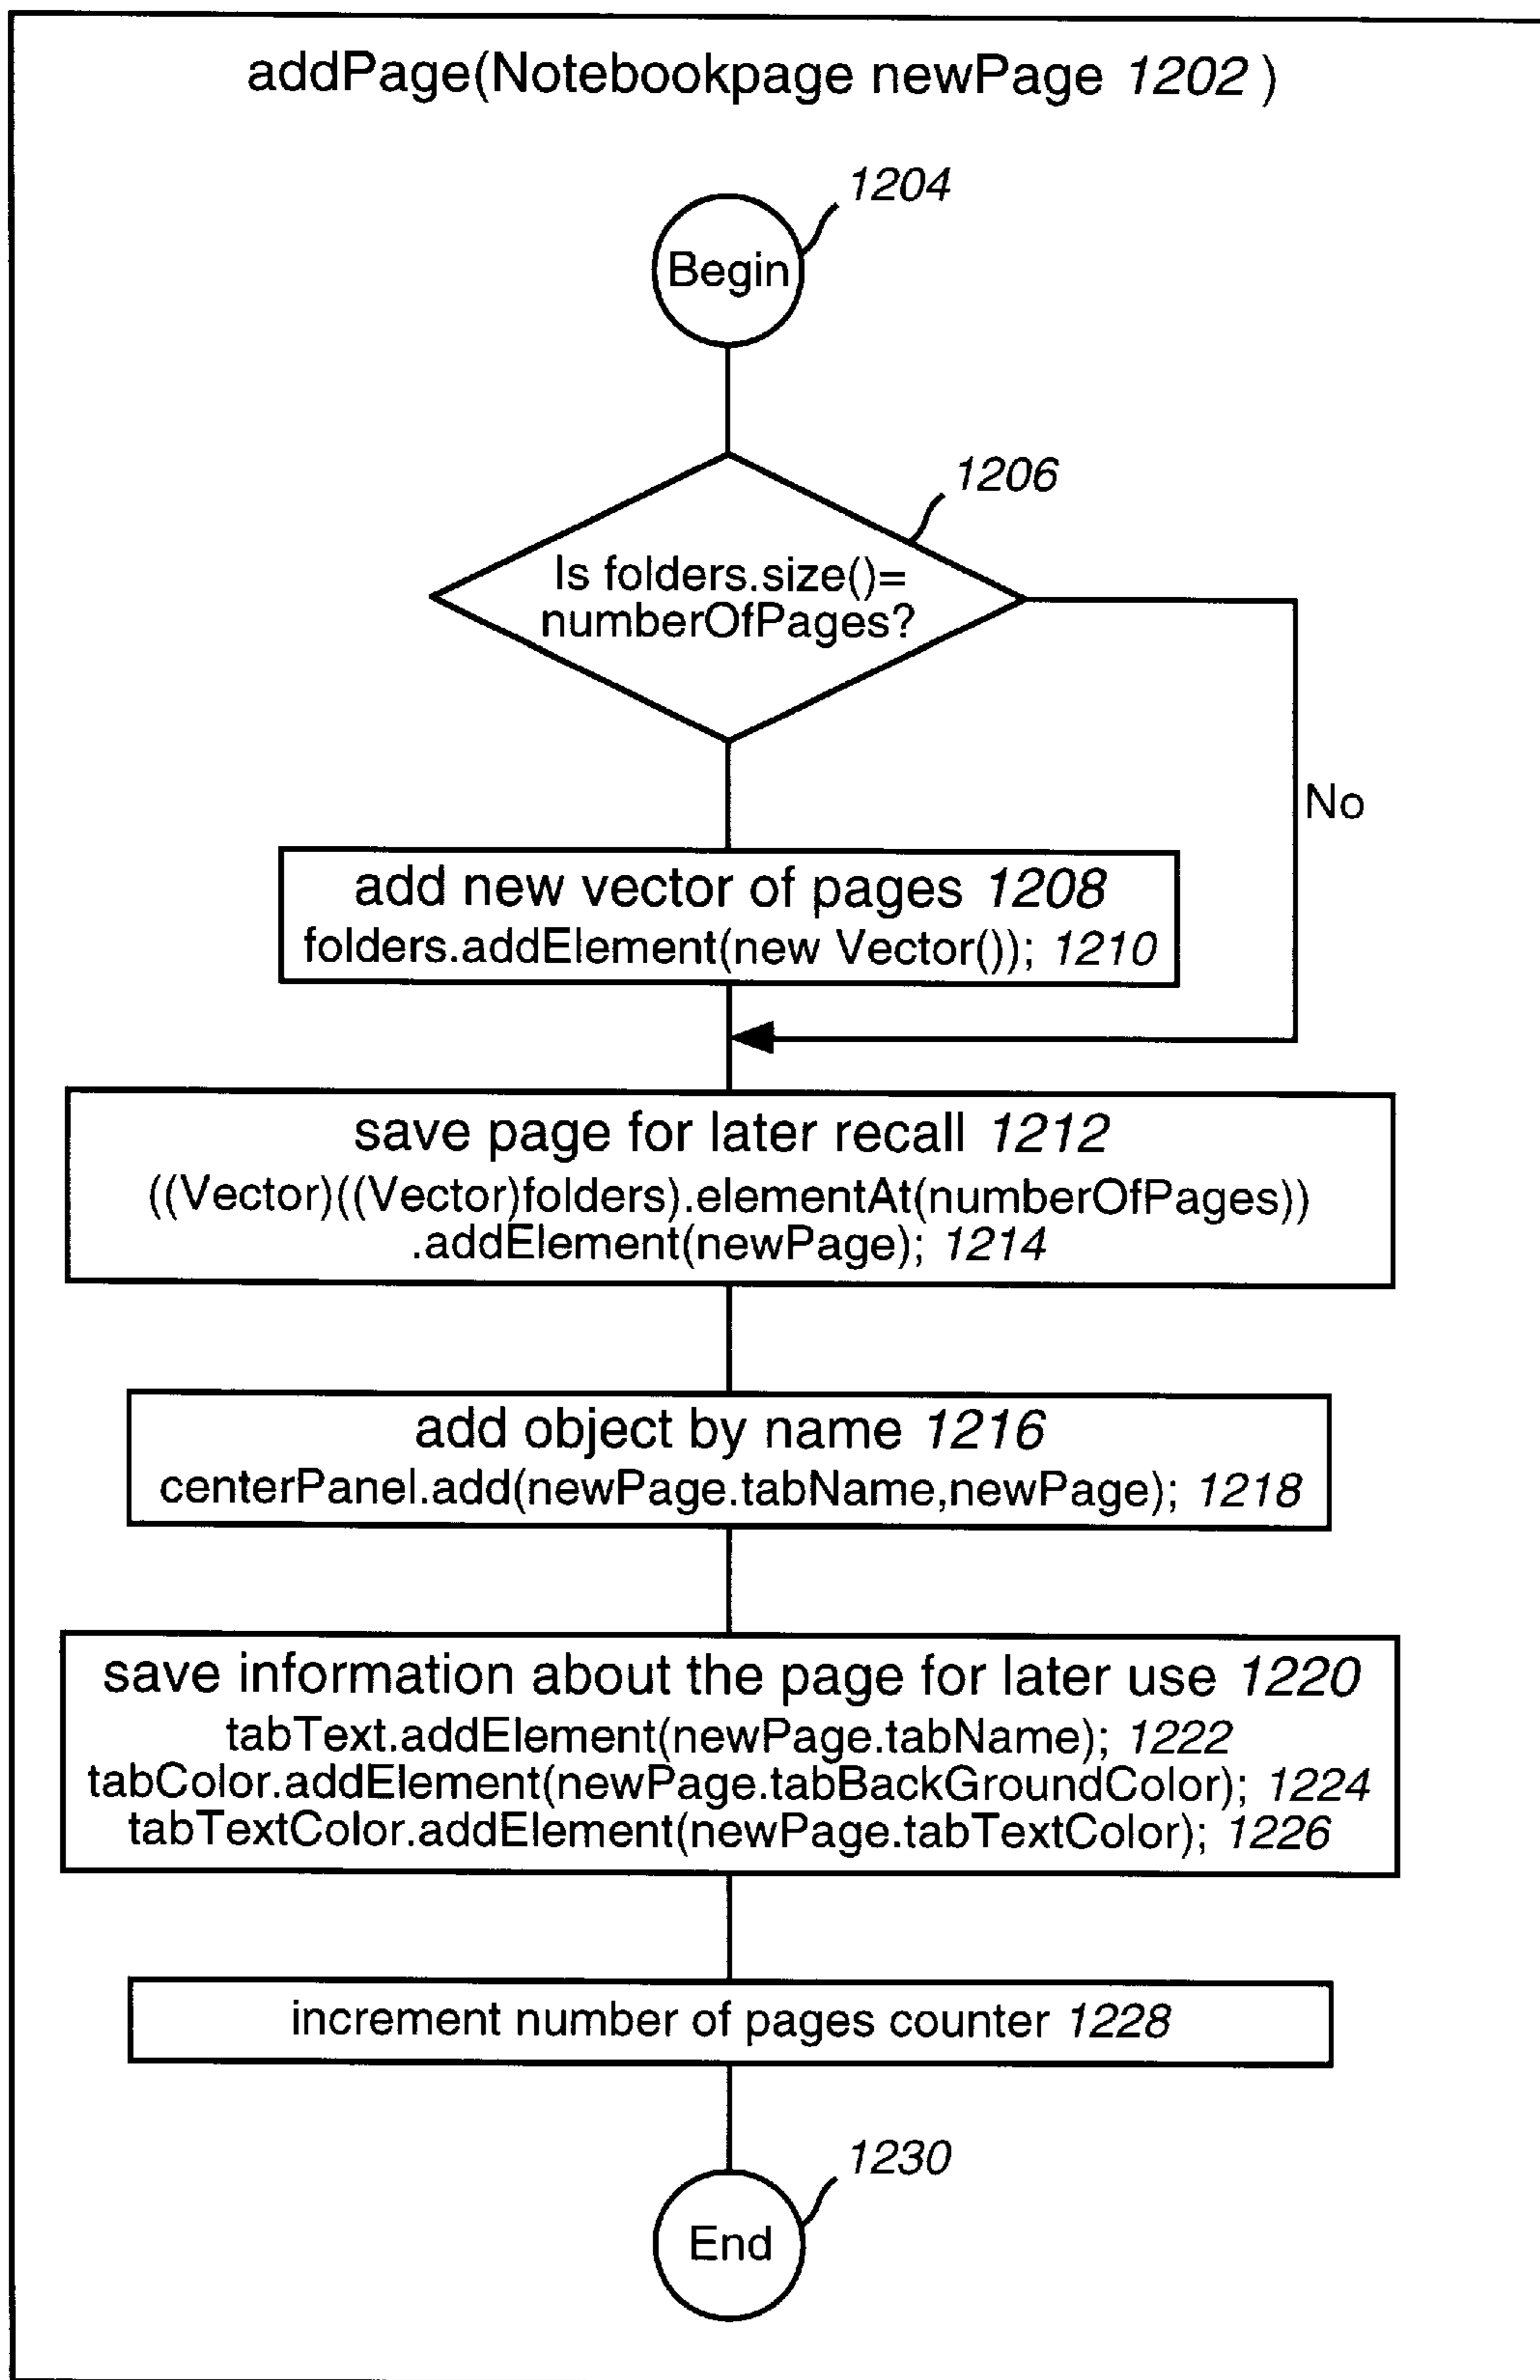 addPage(Notebookpage newPage 1202 )
1204
Begin
1206
Is folders.size()=
numberOfPages?
No
add new vector of pages 1208
folders.addElement(new Vector()); 1210
save page for later recall 1212
((Vector)((Vector)folders).elementAt(numberOfPages))
.addElement(newPage); 1214
add object by name 1216
centerPanel.add(newPage.tabName,newPage); 1218
save information about the page for later use 1220
tabText.addElement(newPage.tabName); 1222
tabColor.addElement(newPage.tabBackGroundColor); 1224
tabTextColor.addElement(newPage.tabTextColor); 1226
increment number of pages counter 1228
1230
End